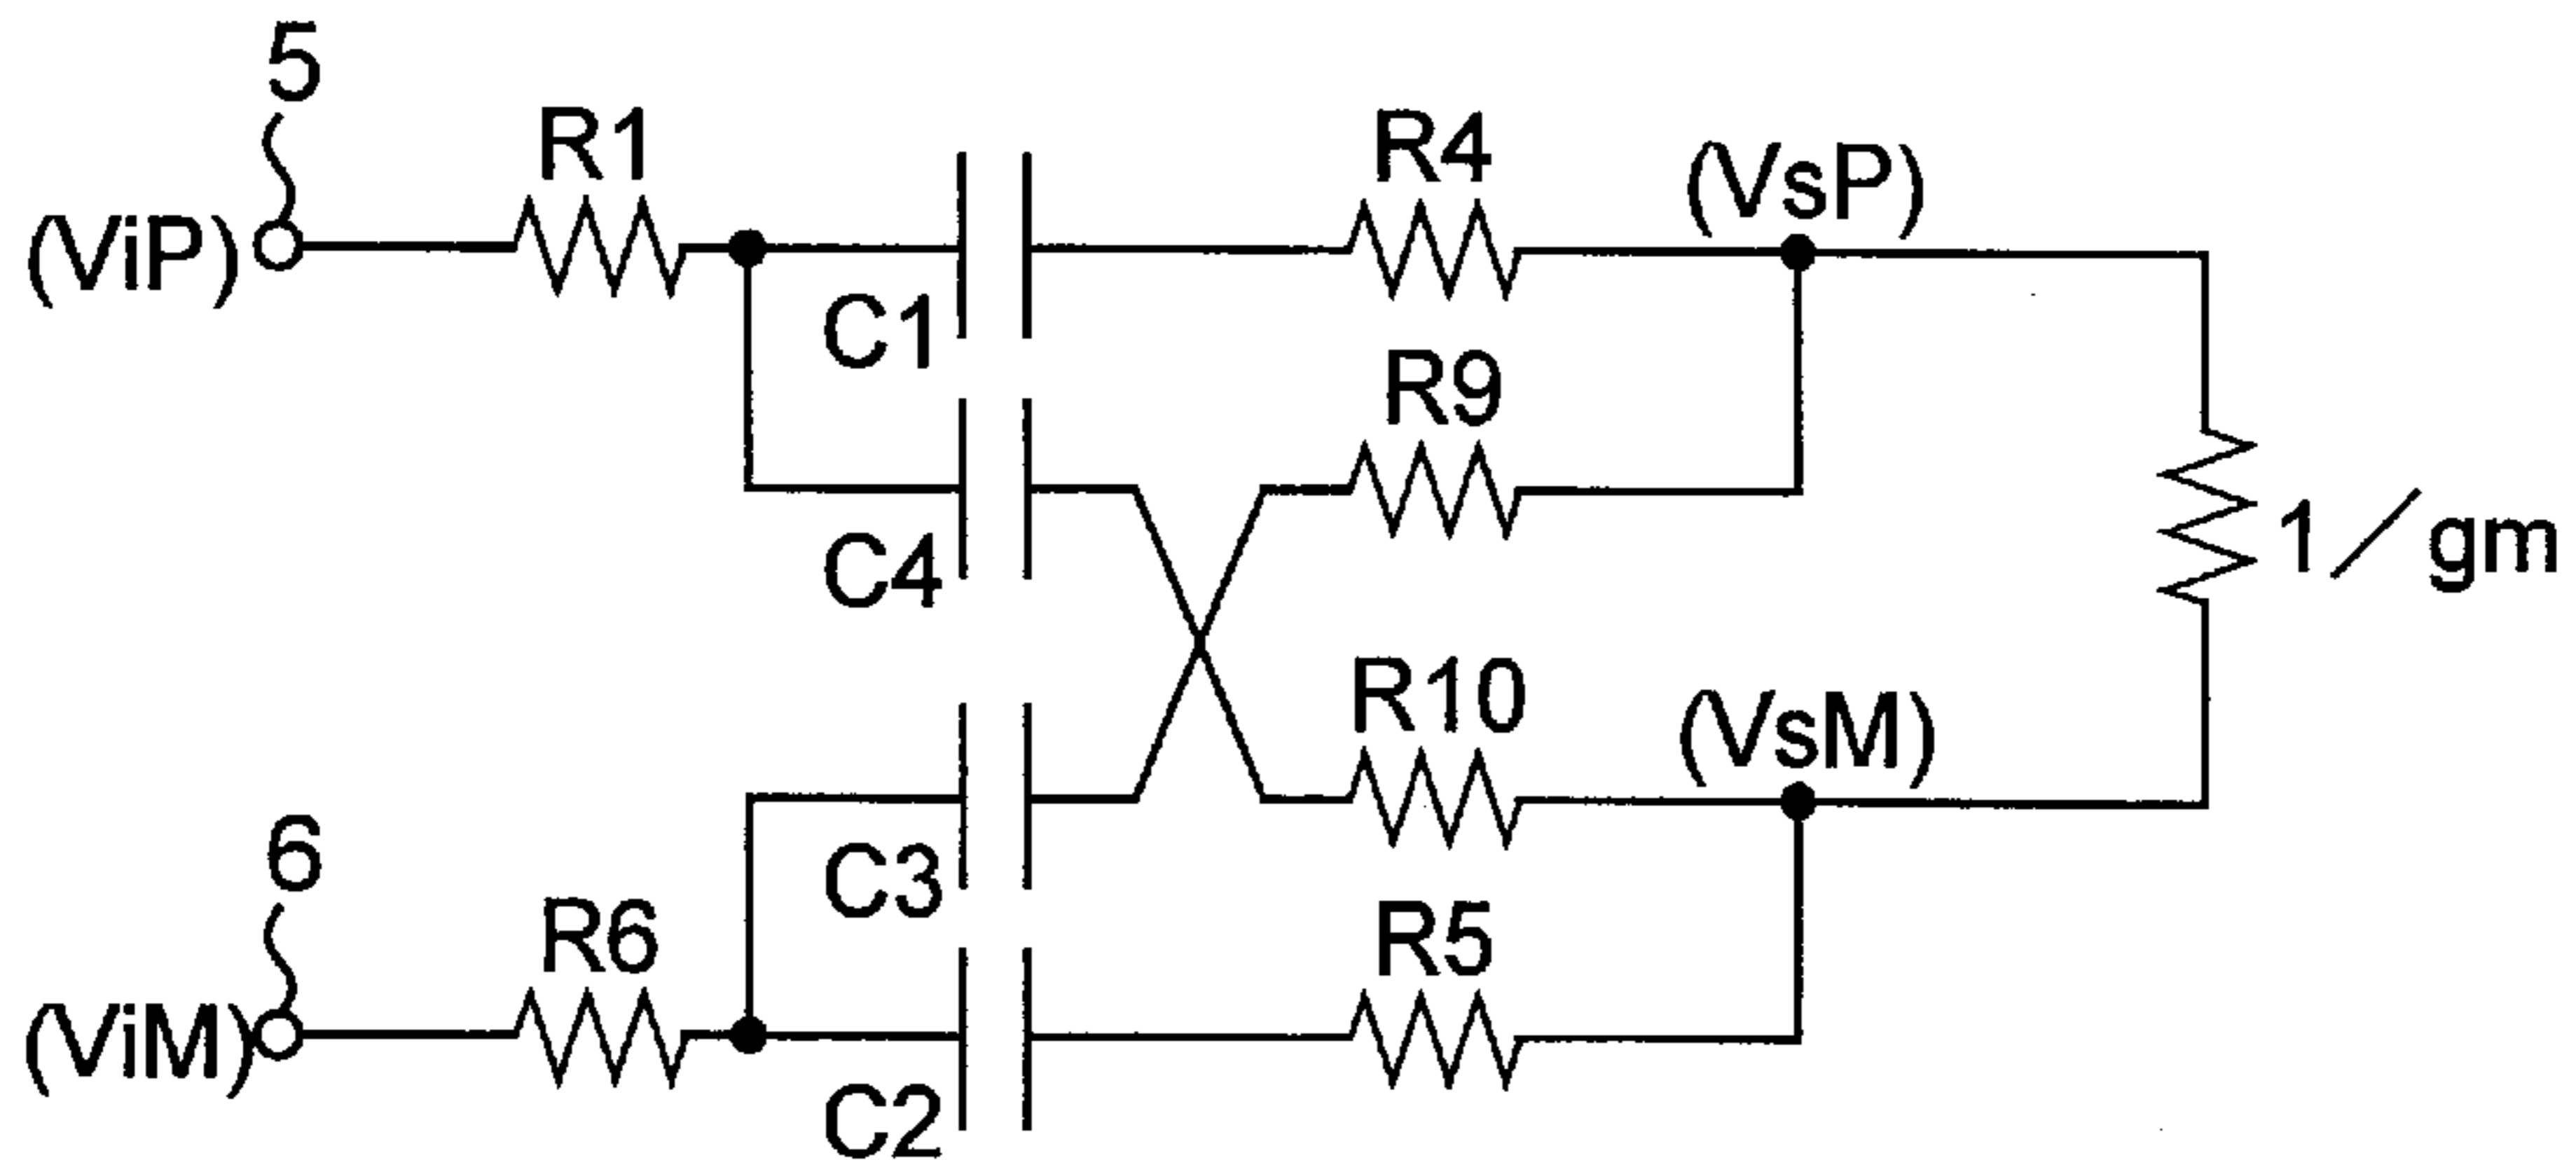 5
R1
R4
(VsP)
(ViP)
C1
R9
C4
1/gm
R10
(VsM)
6
C3
R6
R5
(ViM)
C2